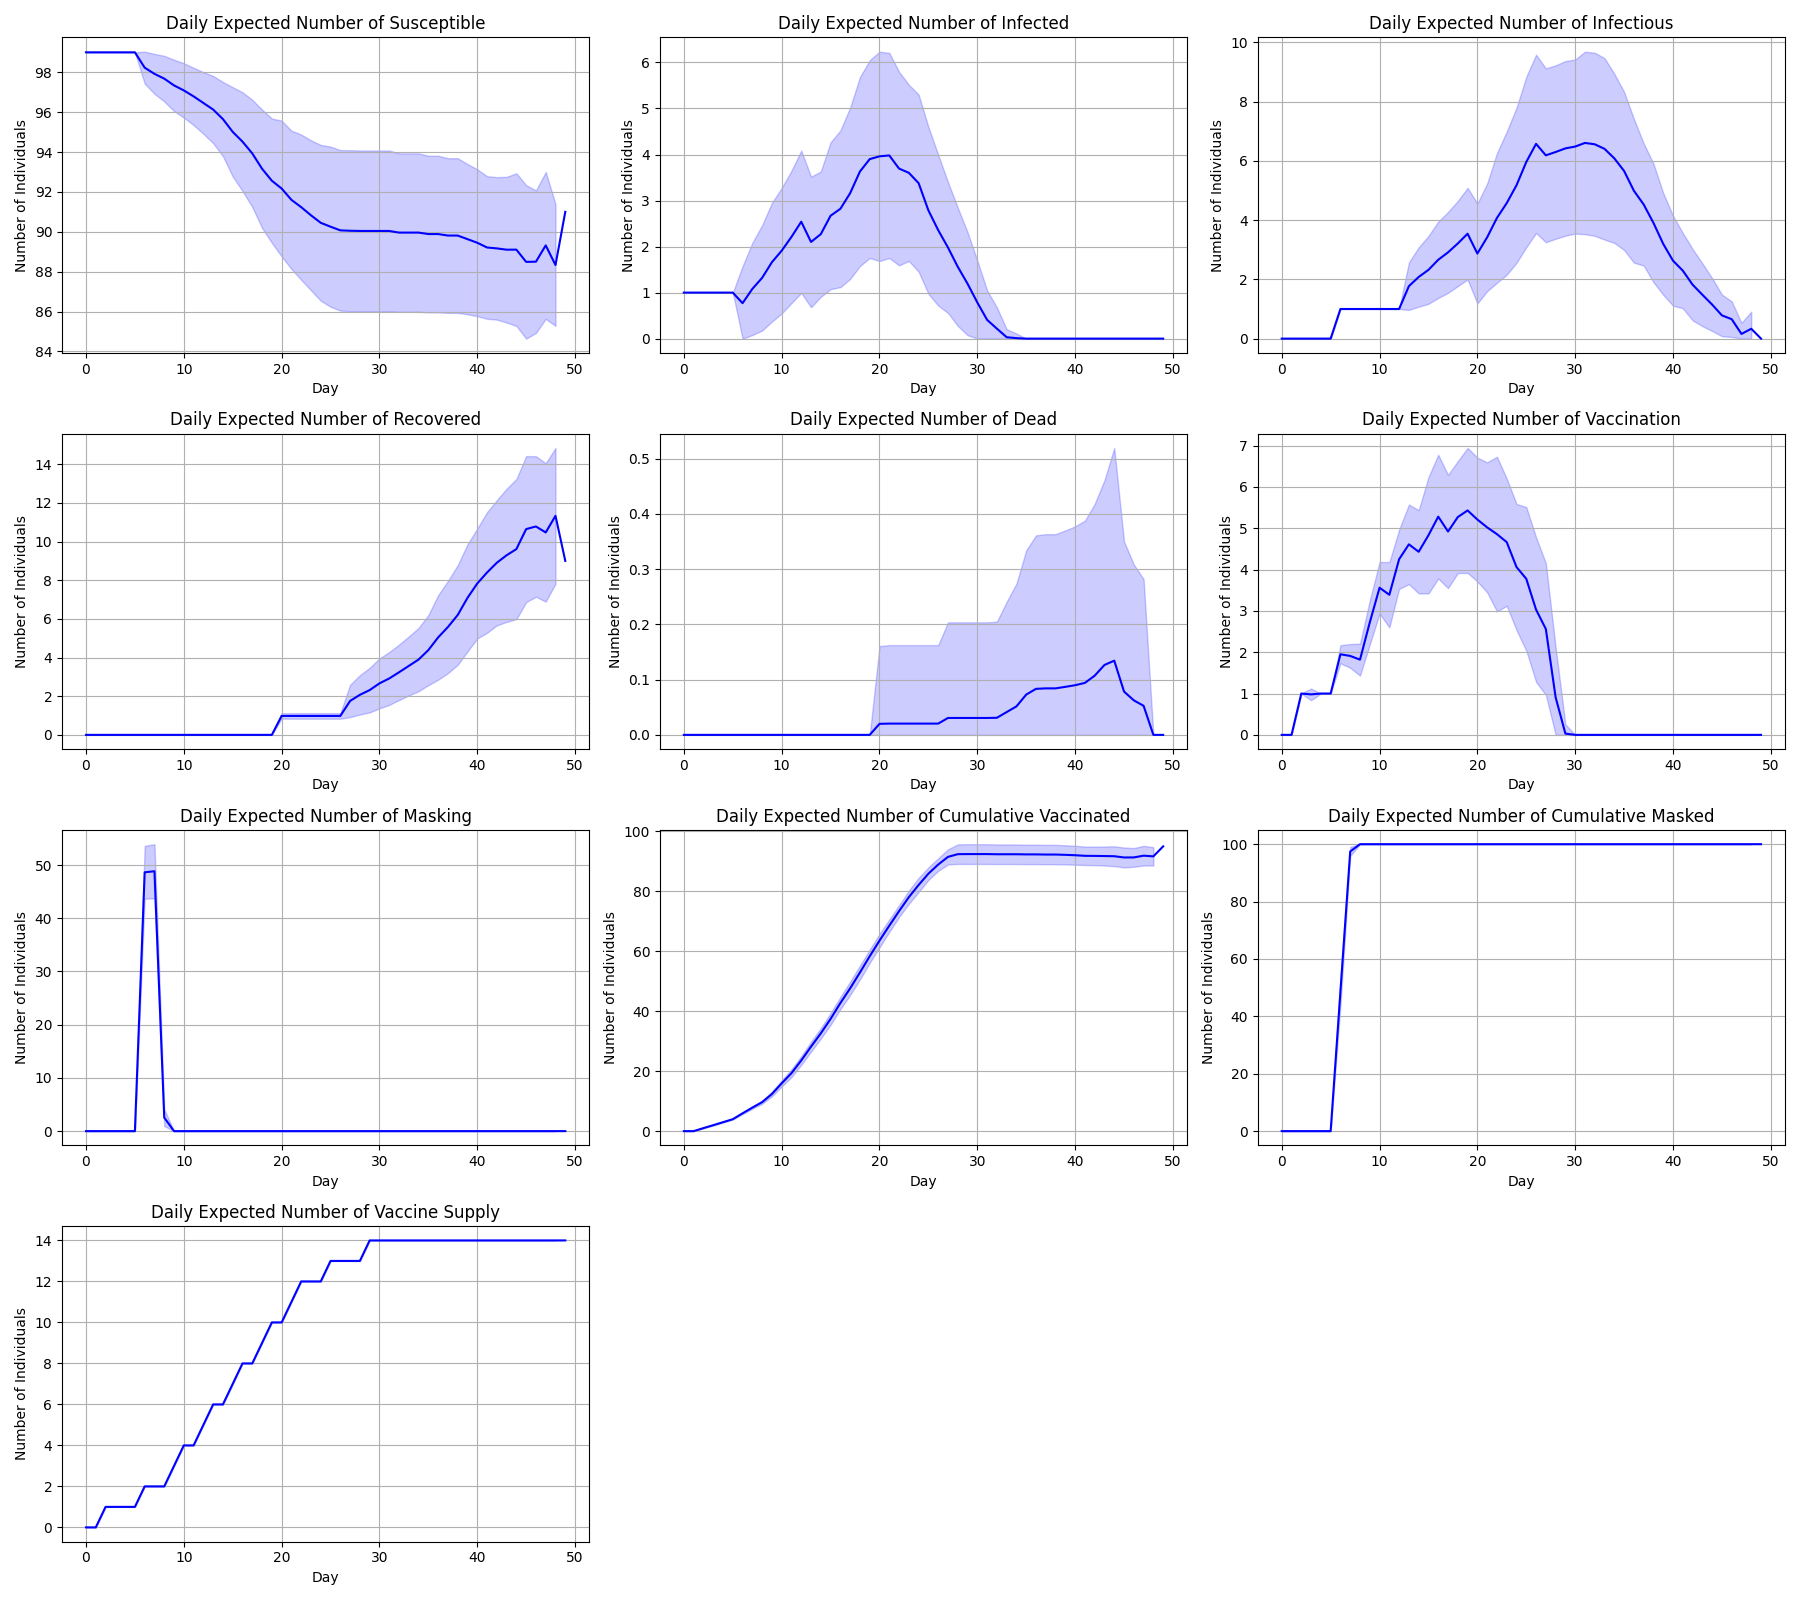 Daily Expected Number of Susceptible
Number of Individuals
98
96
94
92
90
88
86
84
0 10 20 30 40 50
Day
Daily Expected Number of Infected
Number of Individuals
6
5
4
3
2
1
0
0 10 20 30 40 50
Day
Daily Expected Number of Infectious
Number of Individuals
10
8
6
4
2
0
0 10 20 30 40 50
Day
Daily Expected Number of Recovered
Number of Individuals
14
12
10
8
6
4
2
0
0 10 20 30 40 50
Day
Daily Expected Number of Dead
Number of Individuals
0.5
0.4
0.3
0.2
0.1
0.0
0 10 20 30 40 50
Day
Daily Expected Number of Vaccination
Number of Individuals
7
6
5
4
3
2
1
0
0 10 20 30 40 50
Day
Daily Expected Number of Masking
Number of Individuals
50
40
30
20
10
0
0 10 20 30 40 50
Day
Daily Expected Number of Cumulative Vaccinated
Number of Individuals
100
80
60
40
20
0
0 10 20 30 40 50
Day
Daily Expected Number of Cumulative Masked
Number of Individuals
100
80
60
40
20
0
0 10 20 30 40 50
Day
Daily Expected Number of Vaccine Supply
Number of Individuals
14
12
10
8
6
4
2
0
0 10 20 30 40 50
Day